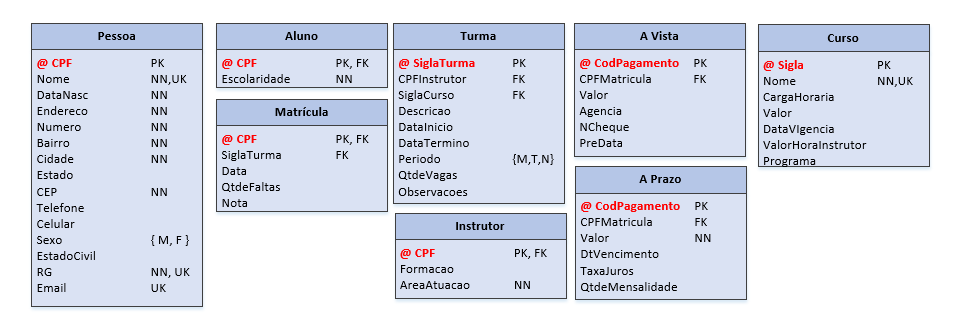 Pessoa
@ CPF PK
Nome NN,UK
DataNasc NN
Endereco NN
Numero NN
Bairro NN
Cidade NN
Estado
CEP NN
Telefone
Celular
Sexo { M, F }
EstadoCivil
RG NN, UK
Email UK
Aluno
@ CPF PK, FK
Escolaridade NN
Matrícula
@ CPF PK, FK
SiglaTurma FK
Data
QtdeFaltas
Nota
Turma
@ SiglaTurma PK
CPFInstrutor FK
SiglaCurso FK
Descricao
DataInicio
DataTermino
Periodo {M,T,N}
QtdeVagas
Observacoes
Instrutor
@ CPF PK, FK
Formacao
AreaAtuacao NN
A Vista
@ CodPagamento PK
CPFMatricula FK
Valor
Agencia
NCheque
PreData
A Prazo
@ CodPagamento PK
CPFMatricula FK
Valor NN
DtVencimento
TaxaJuros
QtdeMensalidade
Curso
@ Sigla PK
Nome NN,UK
CargaHoraria
Valor
DataVIgencia
ValorHoraInstrutor
Programa